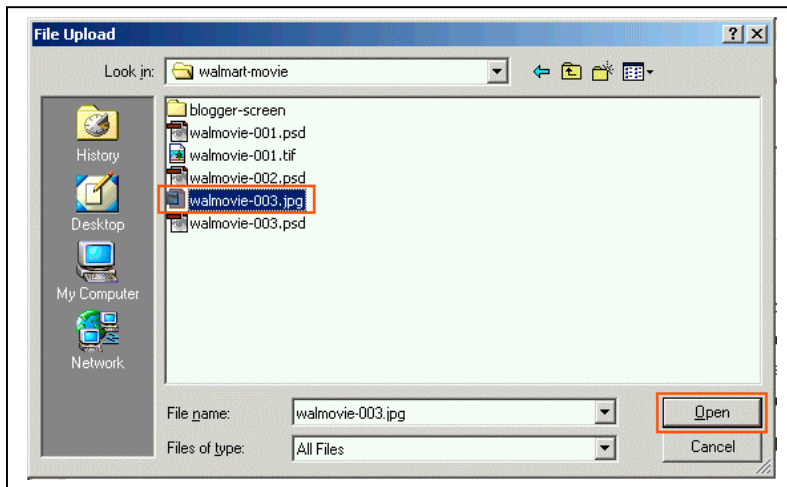 File Upload
Look in: walmart-movie
blogger-screen
walmovie-001.psd
walmovie-001.tif
walmovie-002.psd
walmovie-003.jpg
walmovie-003.psd
History
Desktop
My Computer
Network
File name: walmovie-003.jpg
Open
Files of type: All Files
Cancel